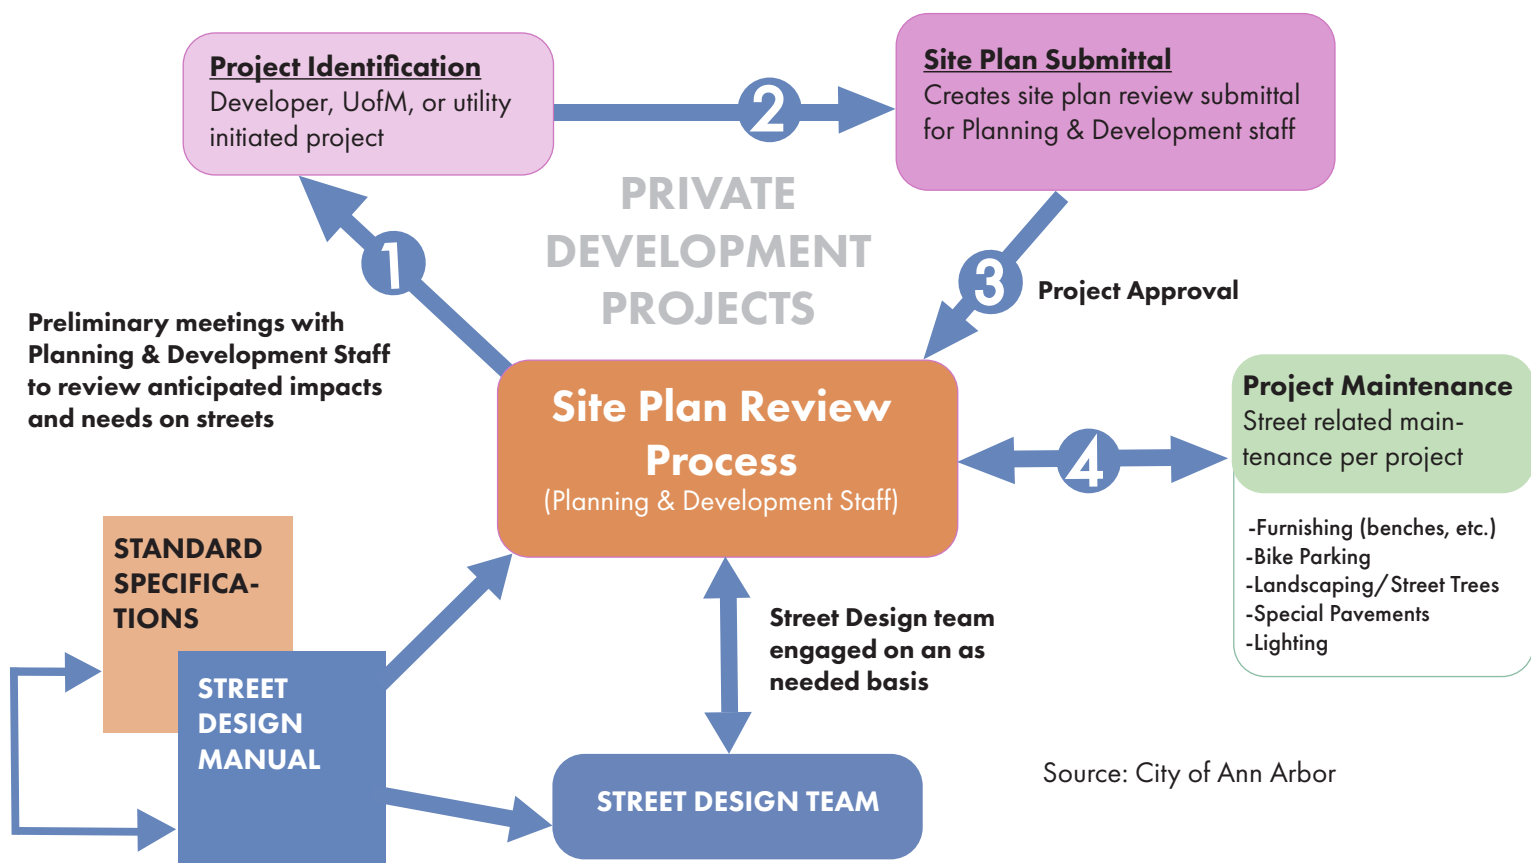 Project Identification
Developer, UofM, or utility
initiated project
2
Site Plan Submittal
Creates site plan review submittal
for Planning & Development staff
PRIVATE
DEVELOPMENT
PROJECTS
1
3
Project Approval
Preliminary meetings with
Planning & Development Staff
to review anticipated impacts
and needs on streets
Site Plan Review
Process
(Planning & Development Staff)
4
Project Maintenance
Street related main-
tenance per project
-Furnishing (benches, etc.)
-Bike Parking
-Landscaping/Street Trees
-Special Pavements
-Lighting
STANDARD
SPECIFICA-
TIONS
STREET
DESIGN
MANUAL
Street Design team
engaged on an as
needed basis
STREET DESIGN TEAM
Source: City of Ann Arbor